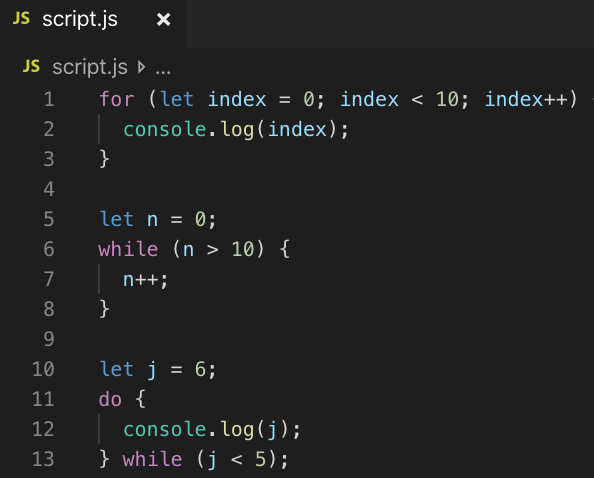 JS script.js ×
JS script.js ▷ ...
1 for (let index = 0; index < 10; index++)
2 console.log(index);
3 }
4
5 let n = 0;
6 while (n > 10) {
7 n++;
8 }
9
10 let j = 6;
11 do {
12 console.log(j);
13 } while (j < 5);